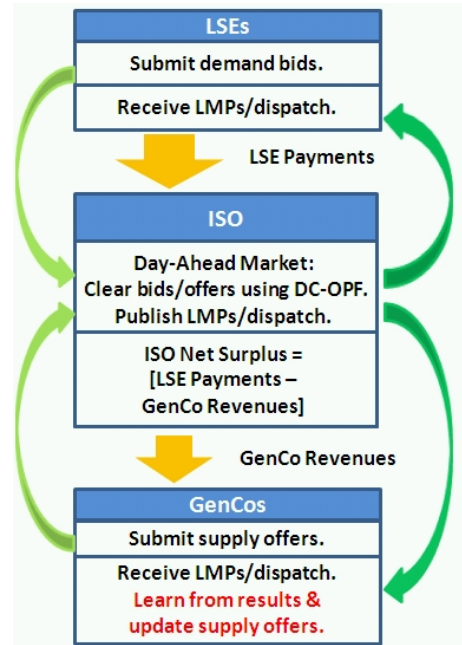 LSEs
Submit demand bids.
Receive LMPs/dispatch.
LSE Payments
ISO
Day-Ahead Market:
Clear bids/offers using DC-OPF.
Publish LMPs/dispatch.
ISO Net Surplus =
[LSE Payments –
GenCo Revenues]
GenCo Revenues
GenCos
Submit supply offers.
Receive LMPs/dispatch.
Learn from results &
update supply offers.